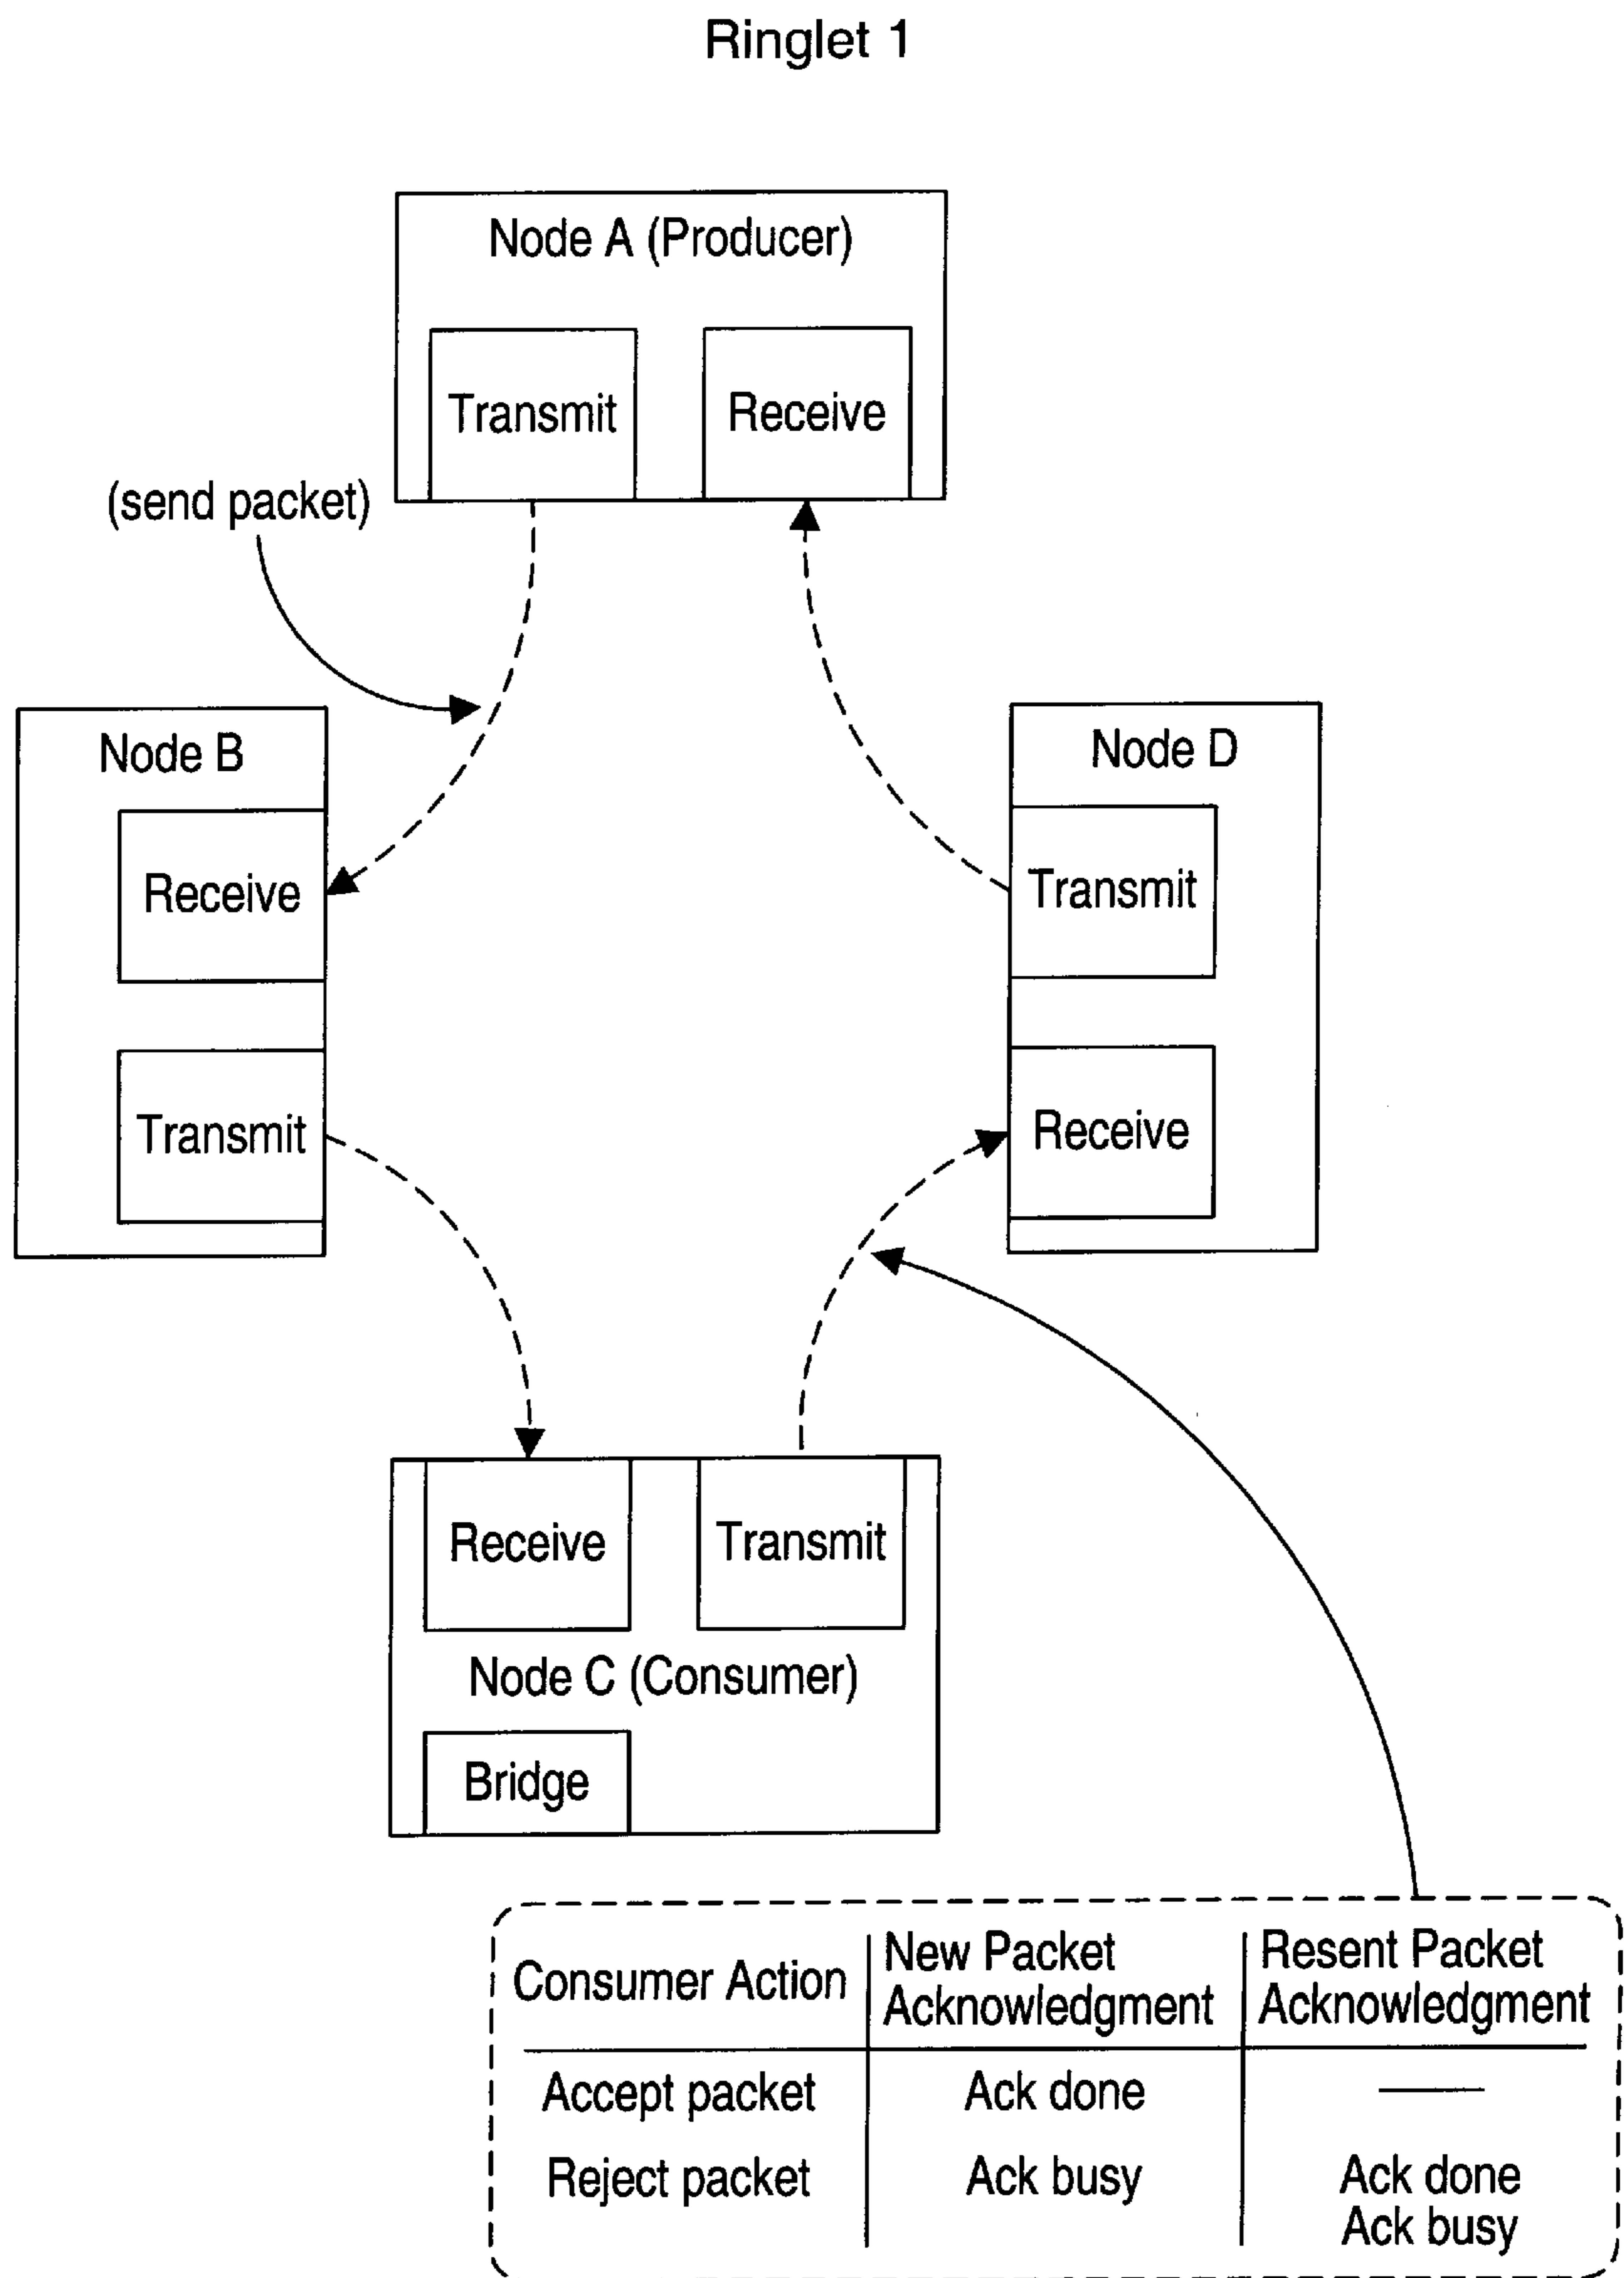 Ringlet 1
Node A (Producer)
Transmit
Receive
(send packet)
Node B
Receive
Transmit
Node D
Transmit
Receive
Receive
Transmit
Node C (Consumer)
Bridge
Consumer Action
New Packet
Acknowledgment
Resent Packet
Acknowledgment
Accept packet
Ack done
Reject packet
Ack busy
Ack done
Ack busy